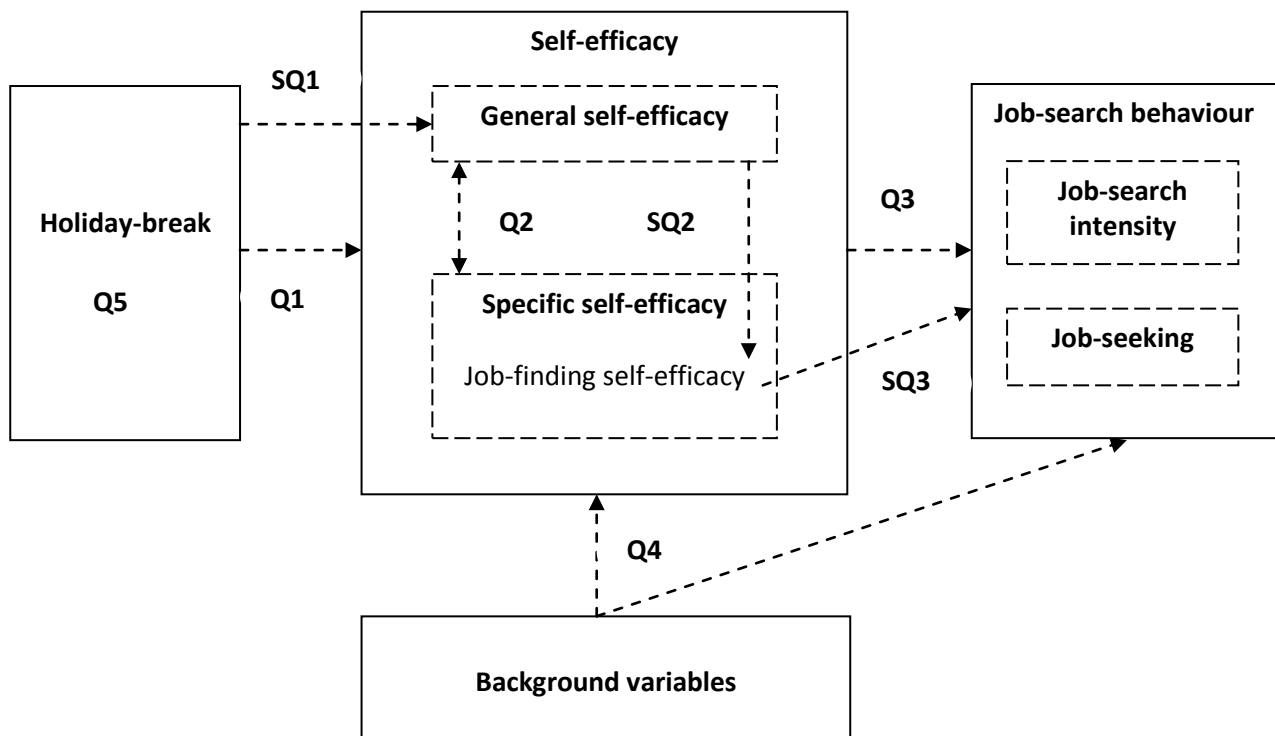 Self-efficacy
SQ1
General self-efficacy
Job-search behaviour
Job-search
intensity
Holiday-break
Q2
SQ2
Q3
Q5
Q1
Specific self-efficacy
Job-seeking
Job-finding self-efficacy
SQ3
Q4
Background variables